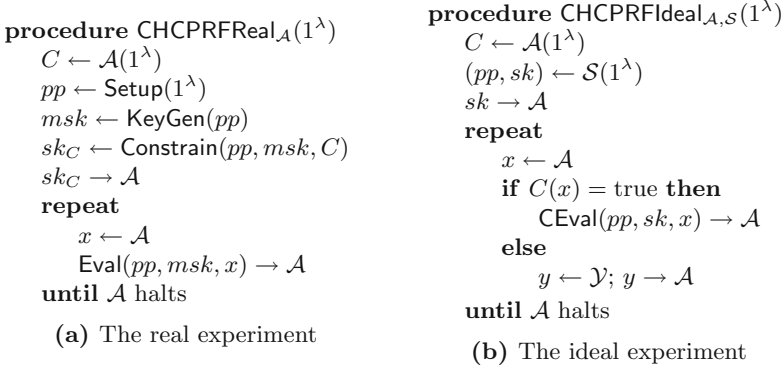 procedure CHCPRFReal_𝒜(1^λ)
C ← 𝒜(1^λ)
pp ← Setup(1^λ)
msk ← KeyGen(pp)
sk_C ← Constrain(pp, msk, C)
sk_C → 𝒜
repeat
x ← 𝒜
Eval(pp, msk, x) → 𝒜
until 𝒜 halts
(a) The real experiment
procedure CHCPRFIdeal_𝒜,𝒮(1^λ)
C ← 𝒜(1^λ)
(pp, sk) ← 𝒮(1^λ)
sk → 𝒜
repeat
x ← 𝒜
if C(x) = true then
CEval(pp, sk, x) → 𝒜
else
y ← 𝒴; y → 𝒜
until 𝒜 halts
(b) The ideal experiment